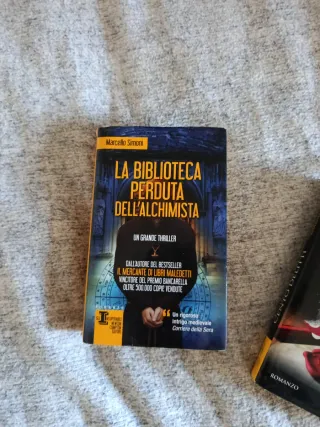 Marcello Simoni
LA BIBLIOTECA
PERDUTA
DELL'ALCHIMISTA
UN GRANDE THRILLER
DALL'AUTORE DEL BESTSELLER
IL MERCANTE DI LIBRI MALEDETTI
VINCITORE DEL PREMIO BANCARELLA
OLTRE 500.000 COPIE VENDUTE
“ Un rigoroso
intrigo medievale
Corriere della Sera
ROMANZO